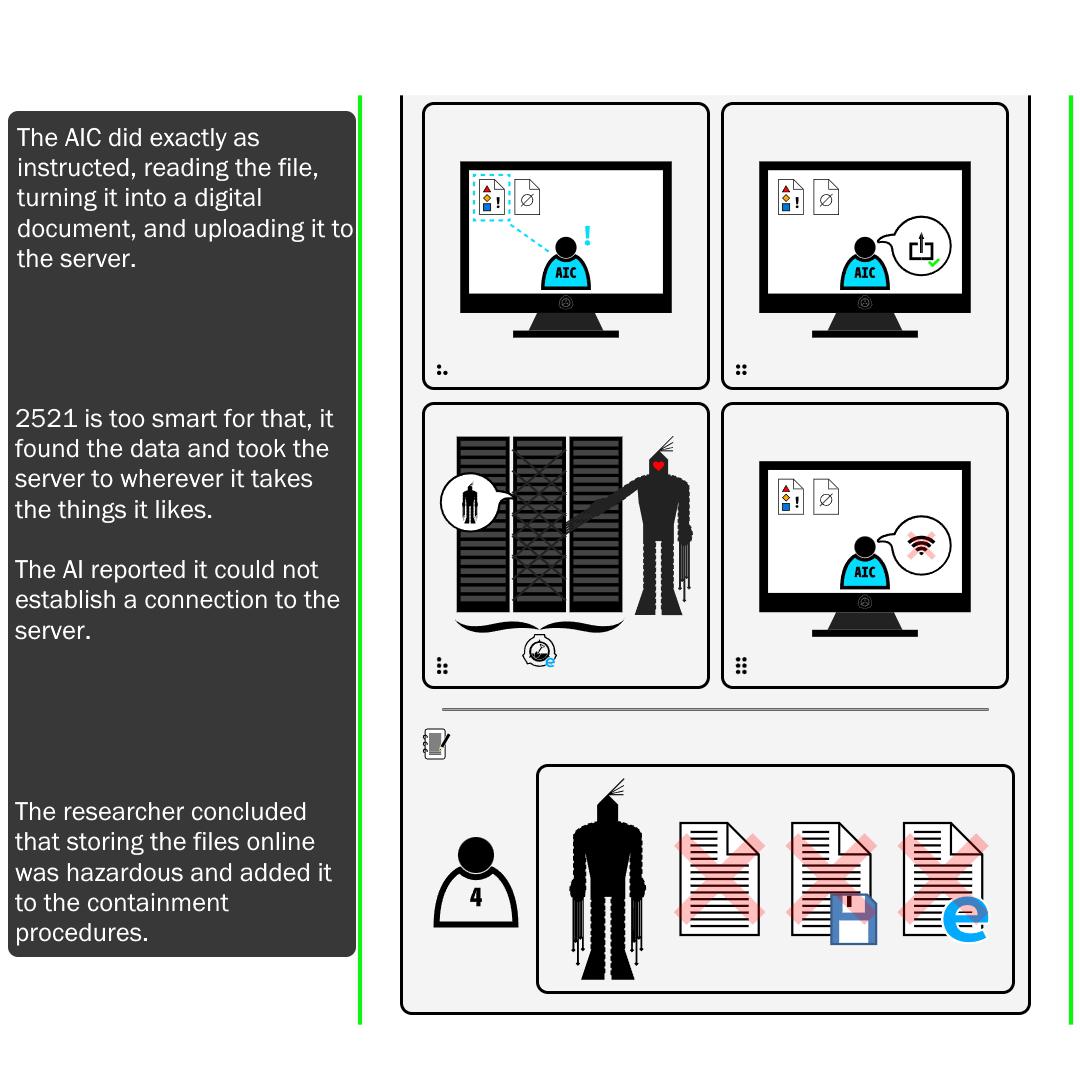 The AIC did exactly as
instructed, reading the file,
turning it into a digital
document, and uploading it to
the server.
!
AIC
!
!
AIC
2521 is too smart for that, it
found the data and took the
server to wherever it takes
the things it likes.
The AI reported it could not
establish a connection to the
server.
e
!
AIC
The researcher concluded
that storing the files online
was hazardous and added it
to the containment
procedures.
4
e